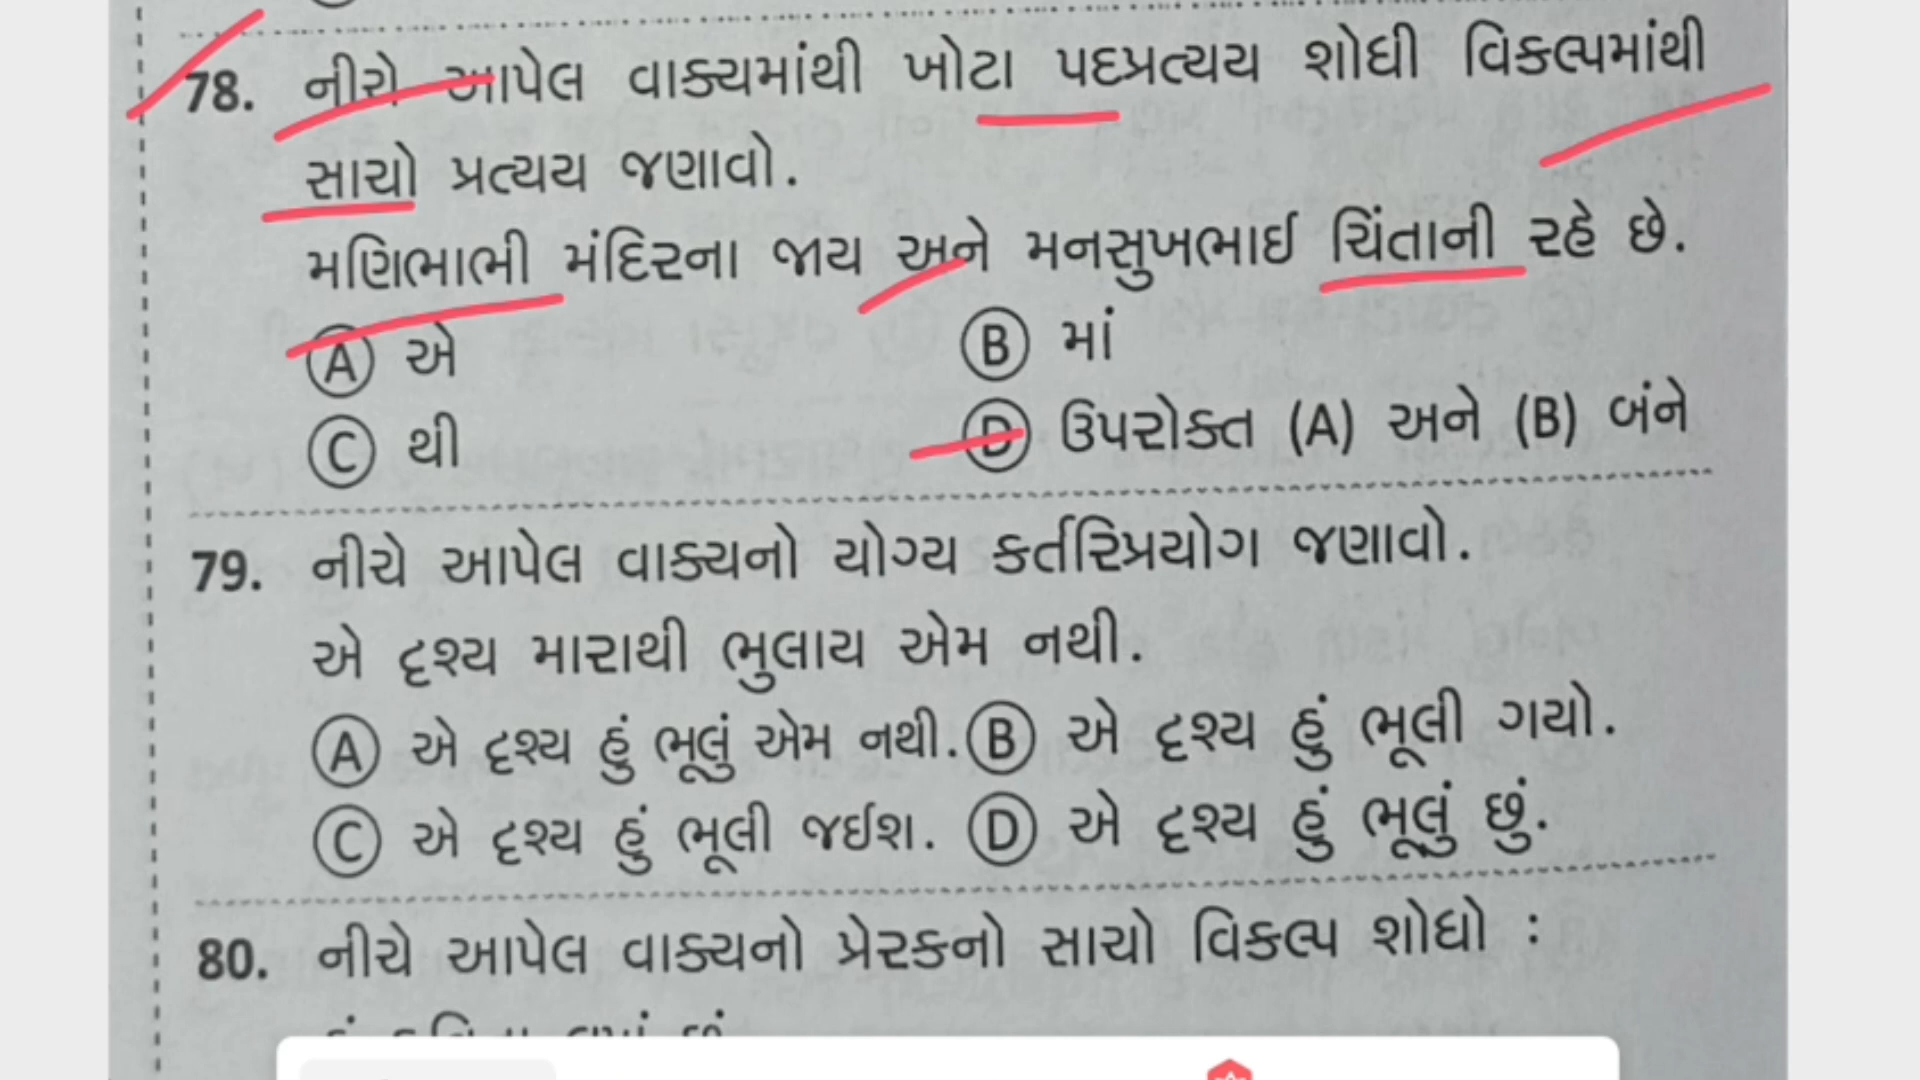 78. નીચે આપેલ વાક્યમાંથી ખોટા પદપ્રત્યય શોધી વિકલ્પમાંથી
સાચો પ્રત્યય જણાવો.
મણિભાભી મંદિરના જાય અને મનસુખભાઈ ચિંતાની રહે છે.
(A) એ (B) માં
(C) થી (D) ઉપરોક્ત (A) અને (B) બંને
79. નીચે આપેલ વાક્યનો યોગ્ય કર્તરિપ્રયોગ જણાવો.
એ દૃશ્ય મારાથી ભુલાય એમ નથી.
(A) એ દૃશ્ય હું ભૂલું એમ નથી. (B) એ દૃશ્ય હું ભૂલી ગયો.
(C) એ દૃશ્ય હું ભૂલી જઈશ. (D) એ દૃશ્ય હું ભૂલું છું.
80. નીચે આપેલ વાક્યનો પ્રેરકનો સાચો વિકલ્પ શોધો :